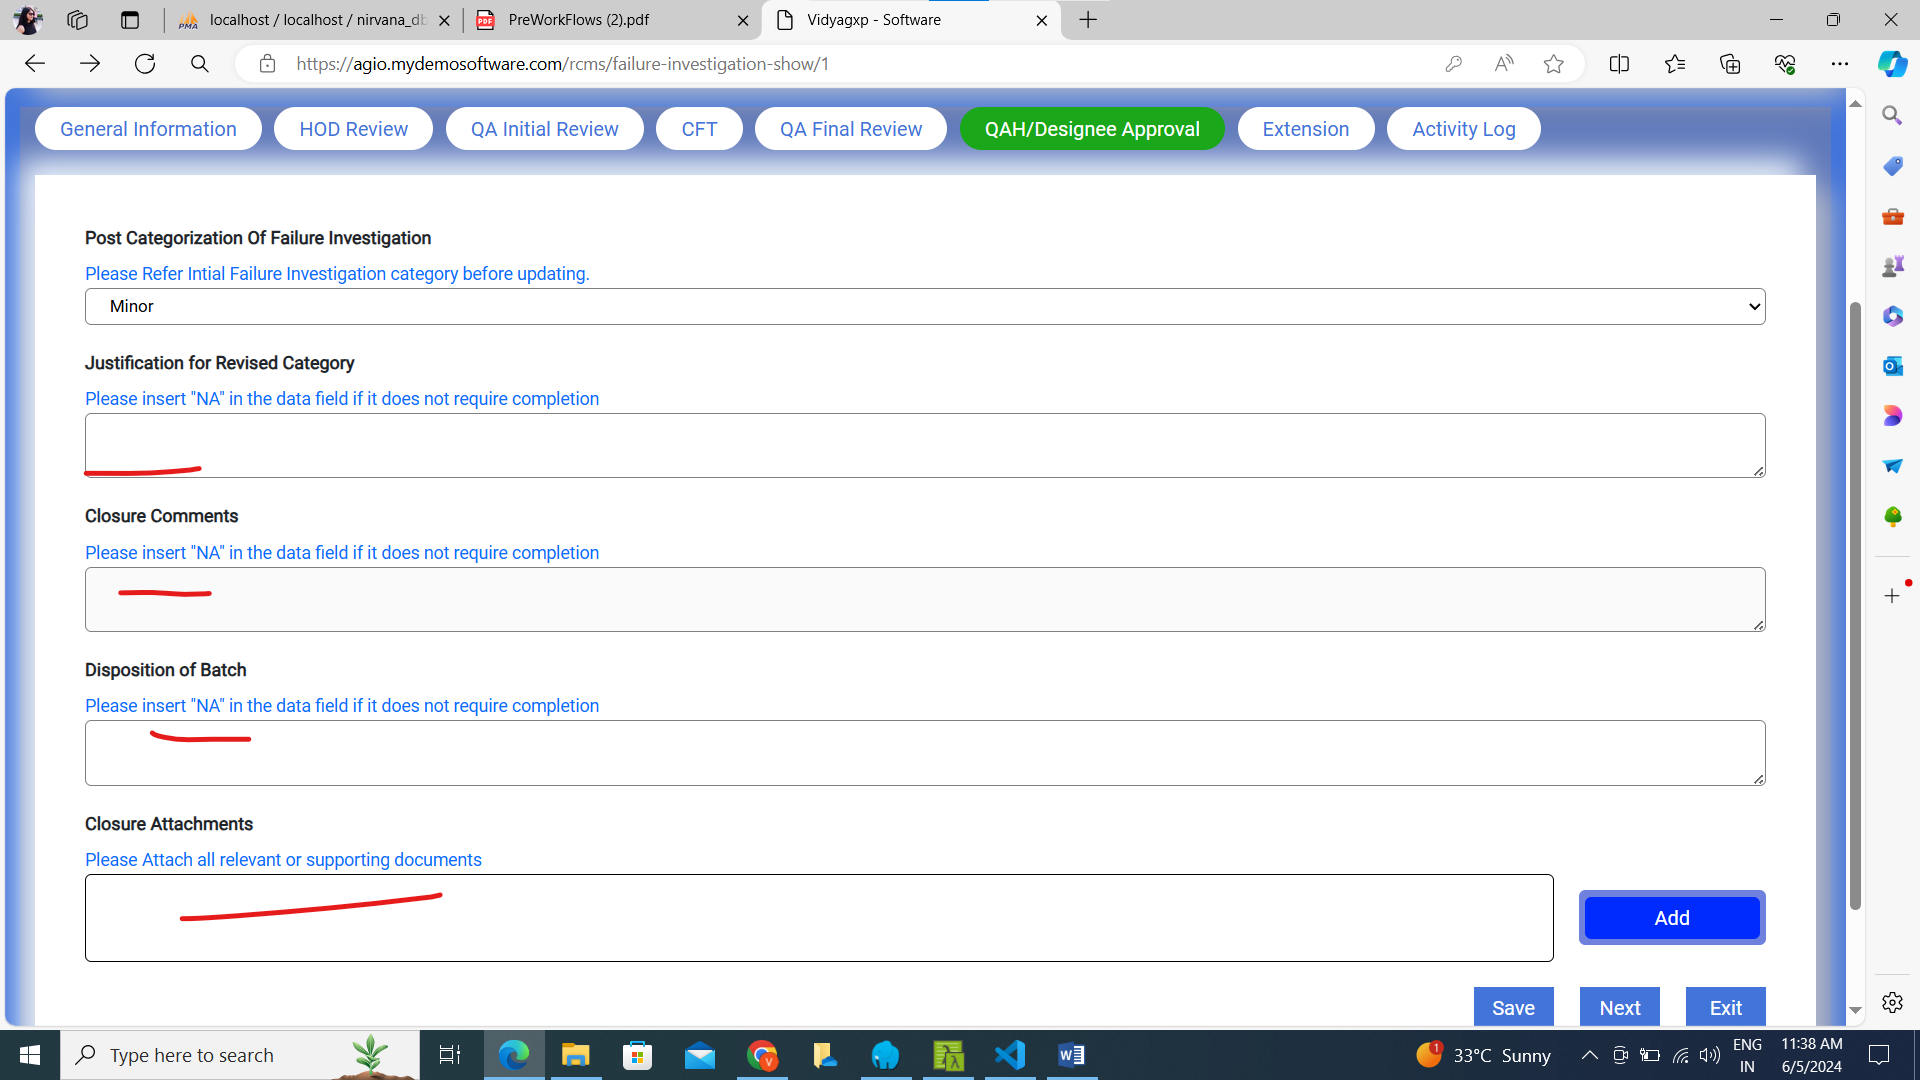 localhost / localhost / nirvana_db
PreWorkFlows (2).pdf
Vidyagxp - Software
https://agio.mydemosoftware.com/rcms/failure-investigation-show/1
General Information
HOD Review
QA Initial Review
CFT
QA Final Review
QAH/Designee Approval
Extension
Activity Log
Post Categorization Of Failure Investigation
Please Refer Intial Failure Investigation category before updating.
Minor
Justification for Revised Category
Please insert "NA" in the data field if it does not require completion
Closure Comments
Please insert "NA" in the data field if it does not require completion
Disposition of Batch
Please insert "NA" in the data field if it does not require completion
Closure Attachments
Please Attach all relevant or supporting documents
Add
Save
Next
Exit
Type here to search
1
33°C Sunny
ENG
IN
11:38 AM
6/5/2024